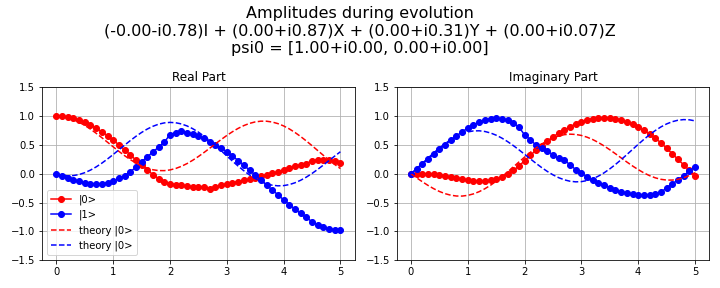 Amplitudes during evolution
(-0.00-i0.78)I + (0.00+i0.87)X + (0.00+i0.31)Y + (0.00+i0.07)Z
psi0 = [1.00+i0.00, 0.00+i0.00]
Real Part
Imaginary Part
1.5
1.0
0.5
0.0
-0.5
-1.0
-1.5
|0>
|1>
theory |0>
theory |0>
0 1 2 3 4 5
1.5
1.0
0.5
0.0
-0.5
-1.0
-1.5
0 1 2 3 4 5